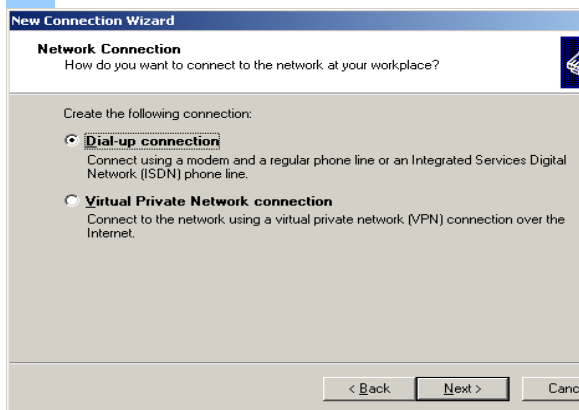 New Connection Wizard
Network Connection
How do you want to connect to the network at your workplace?
Create the following connection:
Dial-up connection
Connect using a modem and a regular phone line or an Integrated Services Digital
Network (ISDN) phone line.
Virtual Private Network connection
Connect to the network using a virtual private network (VPN) connection over the
Internet.
< Back
Next >
Canc